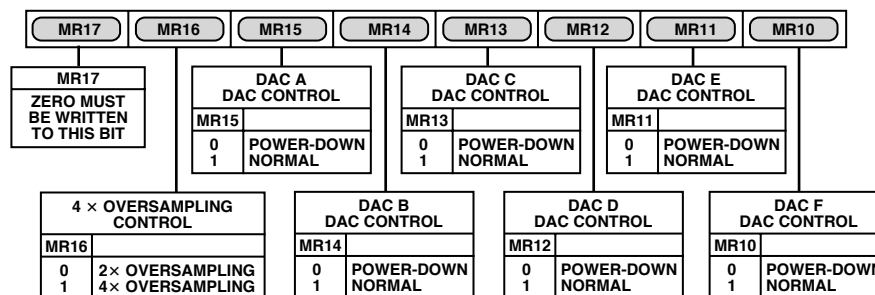 MR17 MR16 MR15 MR14 MR13 MR12 MR11 MR10
MR17
ZERO MUST
BE WRITTEN
TO THIS BIT
DAC A
DAC CONTROL
MR15
0 POWER-DOWN
1 NORMAL
DAC C
DAC CONTROL
MR13
0 POWER-DOWN
1 NORMAL
DAC E
DAC CONTROL
MR11
0 POWER-DOWN
1 NORMAL
4 × OVERSAMPLING
CONTROL
MR16
0 2× OVERSAMPLING
1 4× OVERSAMPLING
DAC B
DAC CONTROL
MR14
0 POWER-DOWN
1 NORMAL
DAC D
DAC CONTROL
MR12
0 POWER-DOWN
1 NORMAL
DAC F
DAC CONTROL
MR10
0 POWER-DOWN
1 NORMAL